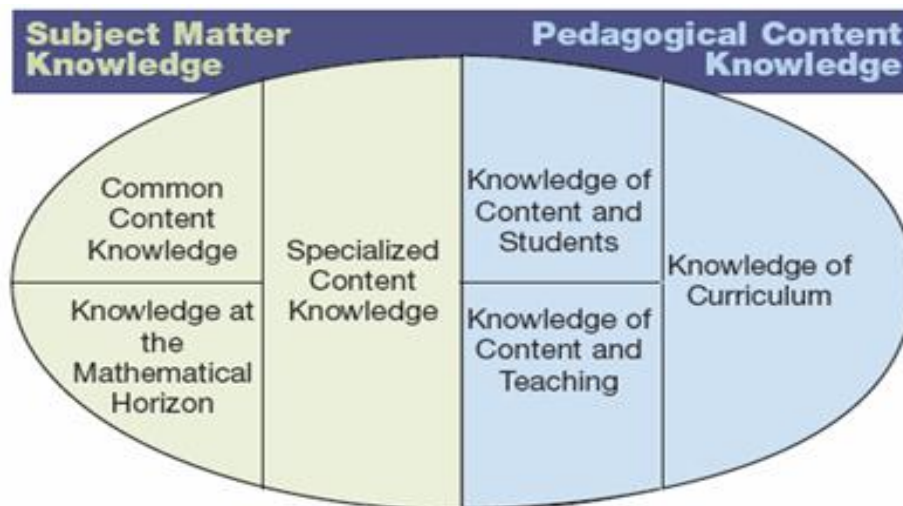 Subject Matter
Knowledge
Pedagogical Content
Knowledge
Common
Content
Knowledge
Knowledge at
the
Mathematical
Horizon
Specialized
Content
Knowledge
Knowledge of
Content and
Students
Knowledge of
Content and
Teaching
Knowledge of
Curriculum